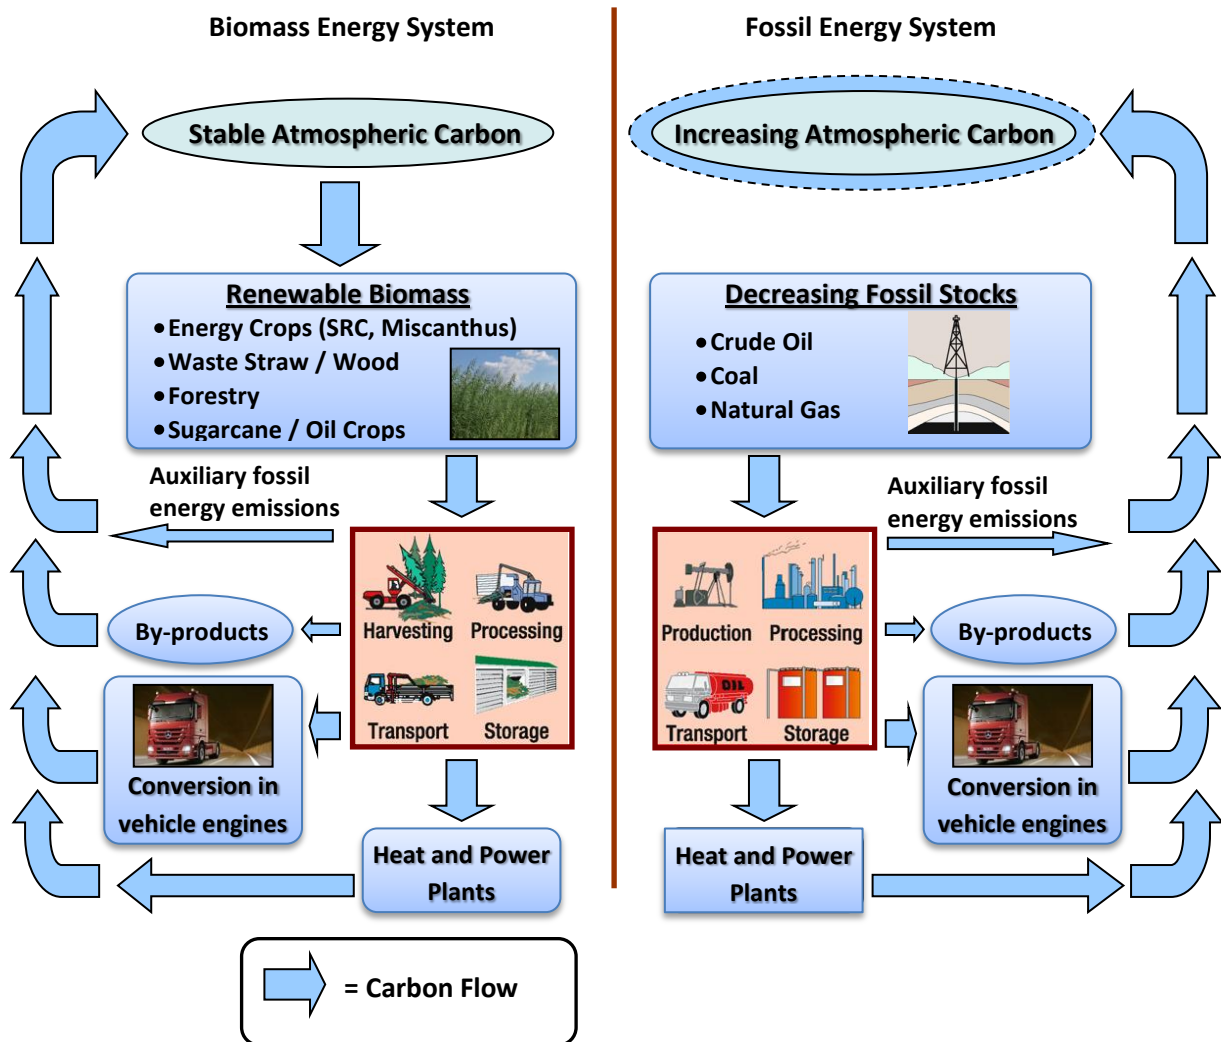 Biomass Energy System
Fossil Energy System
Stable Atmospheric Carbon
Increasing Atmospheric Carbon
Renewable Biomass
•Energy Crops (SRC, Miscanthus)
•Waste Straw / Wood
•Forestry
•Sugarcane / Oil Crops
Decreasing Fossil Stocks
•Crude Oil
•Coal
•Natural Gas
Auxiliary fossil
energy emissions
Auxiliary fossil
energy emissions
Harvesting
Processing
Transport
Storage
Production
Processing
OIL
Transport
Storage
By-products
By-products
Conversion in
vehicle engines
Conversion in
vehicle engines
Heat and Power
Plants
Heat and Power
Plants
= Carbon Flow